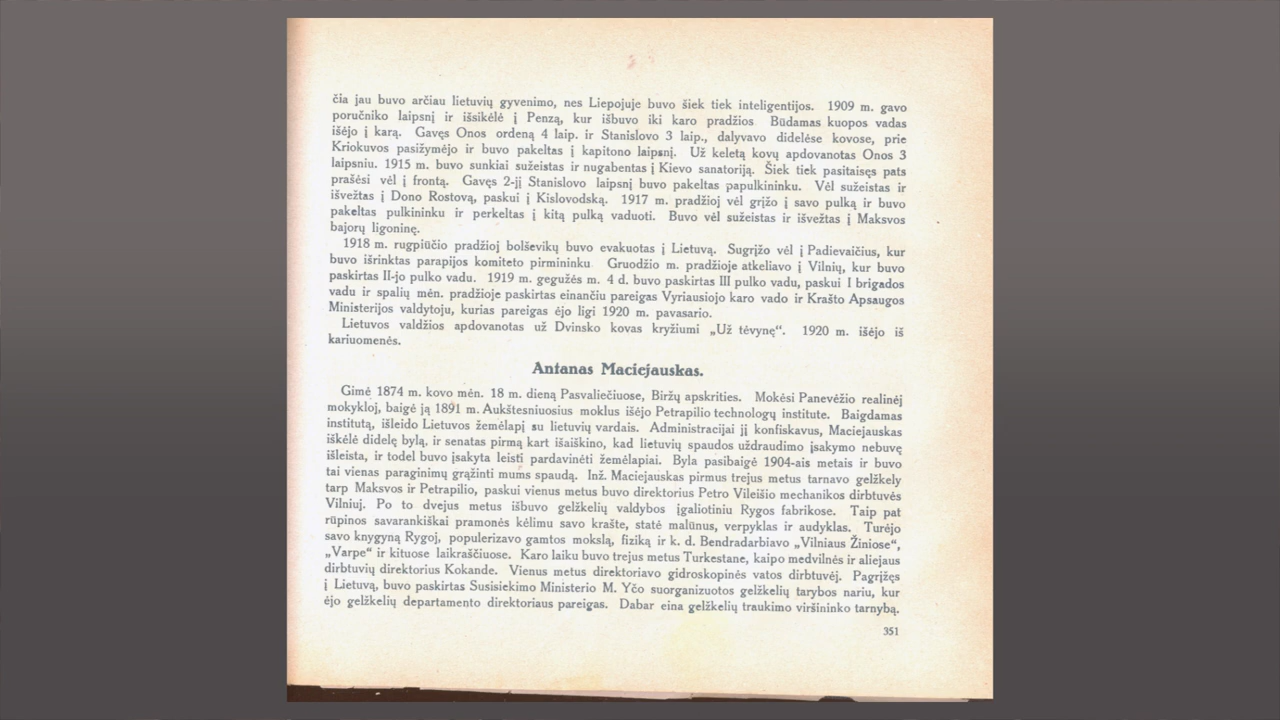 čia jau buvo arčiau lietuvių gyvenimo, nes Liepojuje buvo šiek tiek inteligentijos. 1909 m. gavo
poručniko laipsnį ir išsikėlė į Penzą, kur išbuvo iki karo pradžios Būdamas kuopos vadas
išėjo į karą. Gavęs Onos ordeną 4 laip. ir Stanislovo 3 laip., dalyvavo didelėse kovose, prie
Kriokuvos pasižymėjo ir buvo pakeltas į kapitono laipsnį. Už keletą kovų apdovanotas Onos 3
laipsniu. 1915 m. buvo sunkiai sužeistas ir nugabentas į Kievo sanatoriją. Šiek tiek pasitaisęs pats
prašėsi vėl į frontą. Gavęs 2-jį Stanislovo laipsnį buvo pakeltas papulkininku. Vėl sužeistas ir
išvežtas į Dono Rostovą, paskui į Kislovodską. 1917 m. pradžioj vėl grįžo į savo pulką ir buvo
pakeltas pulkininku ir perkeltas į kitą pulką vaduoti. Buvo vėl sužeistas ir išvežtas į Maksvos
bajorų ligoninę.
1918 m. rugpiūčio pradžioj bolševikų buvo evakuotas į Lietuvą. Sugrįžo vėl į Padievaičius, kur
buvo išrinktas parapijos komiteto pirmininku Gruodžio m. pradžioje atkeliavo į Vilnių, kur buvo
paskirtas II-jo pulko vadu. 1919 m. gegužės m. 4 d. buvo paskirtas III pulko vadu, paskui I brigados
vadu ir spalių mėn. pradžioje paskirtas einančiu pareigas Vyriausiojo karo vado ir Krašto Apsaugos
Ministerijos valdytoju, kurias pareigas ėjo ligi 1920 m. pavasario.
Lietuvos valdžios apdovanotas už Dvinsko kovas kryžiumi „Už tėvynę“. 1920 m. išėjo iš
kariuomenės.
Antanas Maciejauskas.
Gimė 1874 m. kovo mėn. 18 m. dieną Pasvaliečiuose, Biržų apskrities. Mokėsi Panevėžio realinėj
mokykloj, baigė ją 1891 m. Aukštesniuosius moklus išėjo Petrapilio technologų institute. Baigdamas
institutą, išleido Lietuvos žemėlapį su lietuvių vardais. Administracijai jį konfiskavus, Maciejauskas
iškėlė didelę bylą, ir senatas pirmą kart išaiškino, kad lietuvių spaudos uždraudimo įsakymo nebuvę
išleista, ir todel buvo įsakyta leisti pardavinėti žemėlapiai. Byla pasibaigė 1904-ais metais ir buvo
tai vienas paraginimų grąžinti mums spaudą. Inž. Maciejauskas pirmus trejus metus tarnavo gelžkely
tarp Maksvos ir Petrapilio, paskui vienus metus buvo direktorius Petro Vileišio mechanikos dirbtuvės
Vilniuj. Po to dvejus metus išbuvo gelžkelių valdybos įgaliotiniu Rygos fabrikose. Taip pat
rūpinos savarankiškai pramonės kėlimu savo krašte, statė malūnus, verpyklas ir audyklas. Turėjo
savo knygyną Rygoj, populerizavo gamtos mokslą, fiziką ir k. d. Bendradarbiavo „Vilniaus Žiniose“,
„Varpe“ ir kituose laikraščiuose. Karo laiku buvo trejus metus Turkestane, kaipo medvilnės ir aliejaus
dirbtuvių direktorius Kokande. Vienus metus direktoriavo gidroskopinės vatos dirbtuvėj. Pagrįžęs
į Lietuvą, buvo paskirtas Susisiekimo Ministerio M. Yčo suorganizuotos gelžkelių tarybos nariu, kur
ėjo gelžkelių departamento direktoriaus pareigas. Dabar eina gelžkelių traukimo viršininko tarnybą.
351